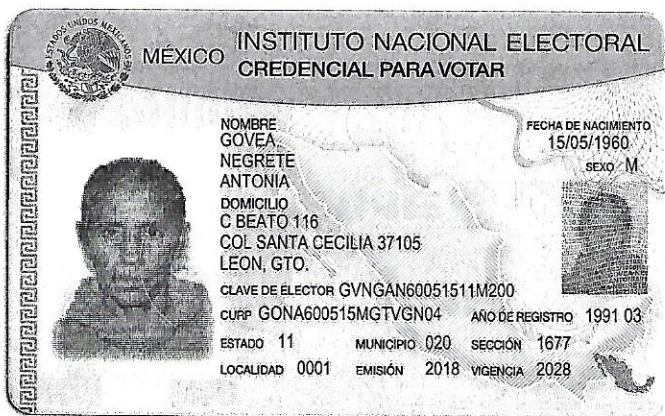 ESTADOS UNIDOS MEXICANOS
MÉXICO INSTITUTO NACIONAL ELECTORAL
CREDENCIAL PARA VOTAR
NOMBRE
GOVEA
NEGRETE
ANTONIA
FECHA DE NACIMIENTO
15/05/1960
SEXO M
DOMICILIO
C BEATO 116
COL SANTA CECILIA 37105
LEON, GTO.
CLAVE DE ELECTOR GVNGAN60051511M200
CURP GONA600515MGTVGN04 AÑO DE REGISTRO 1991 03
ESTADO 11 MUNICIPIO 020 SECCIÓN 1677
LOCALIDAD 0001 EMISIÓN 2018 VIGENCIA 2028